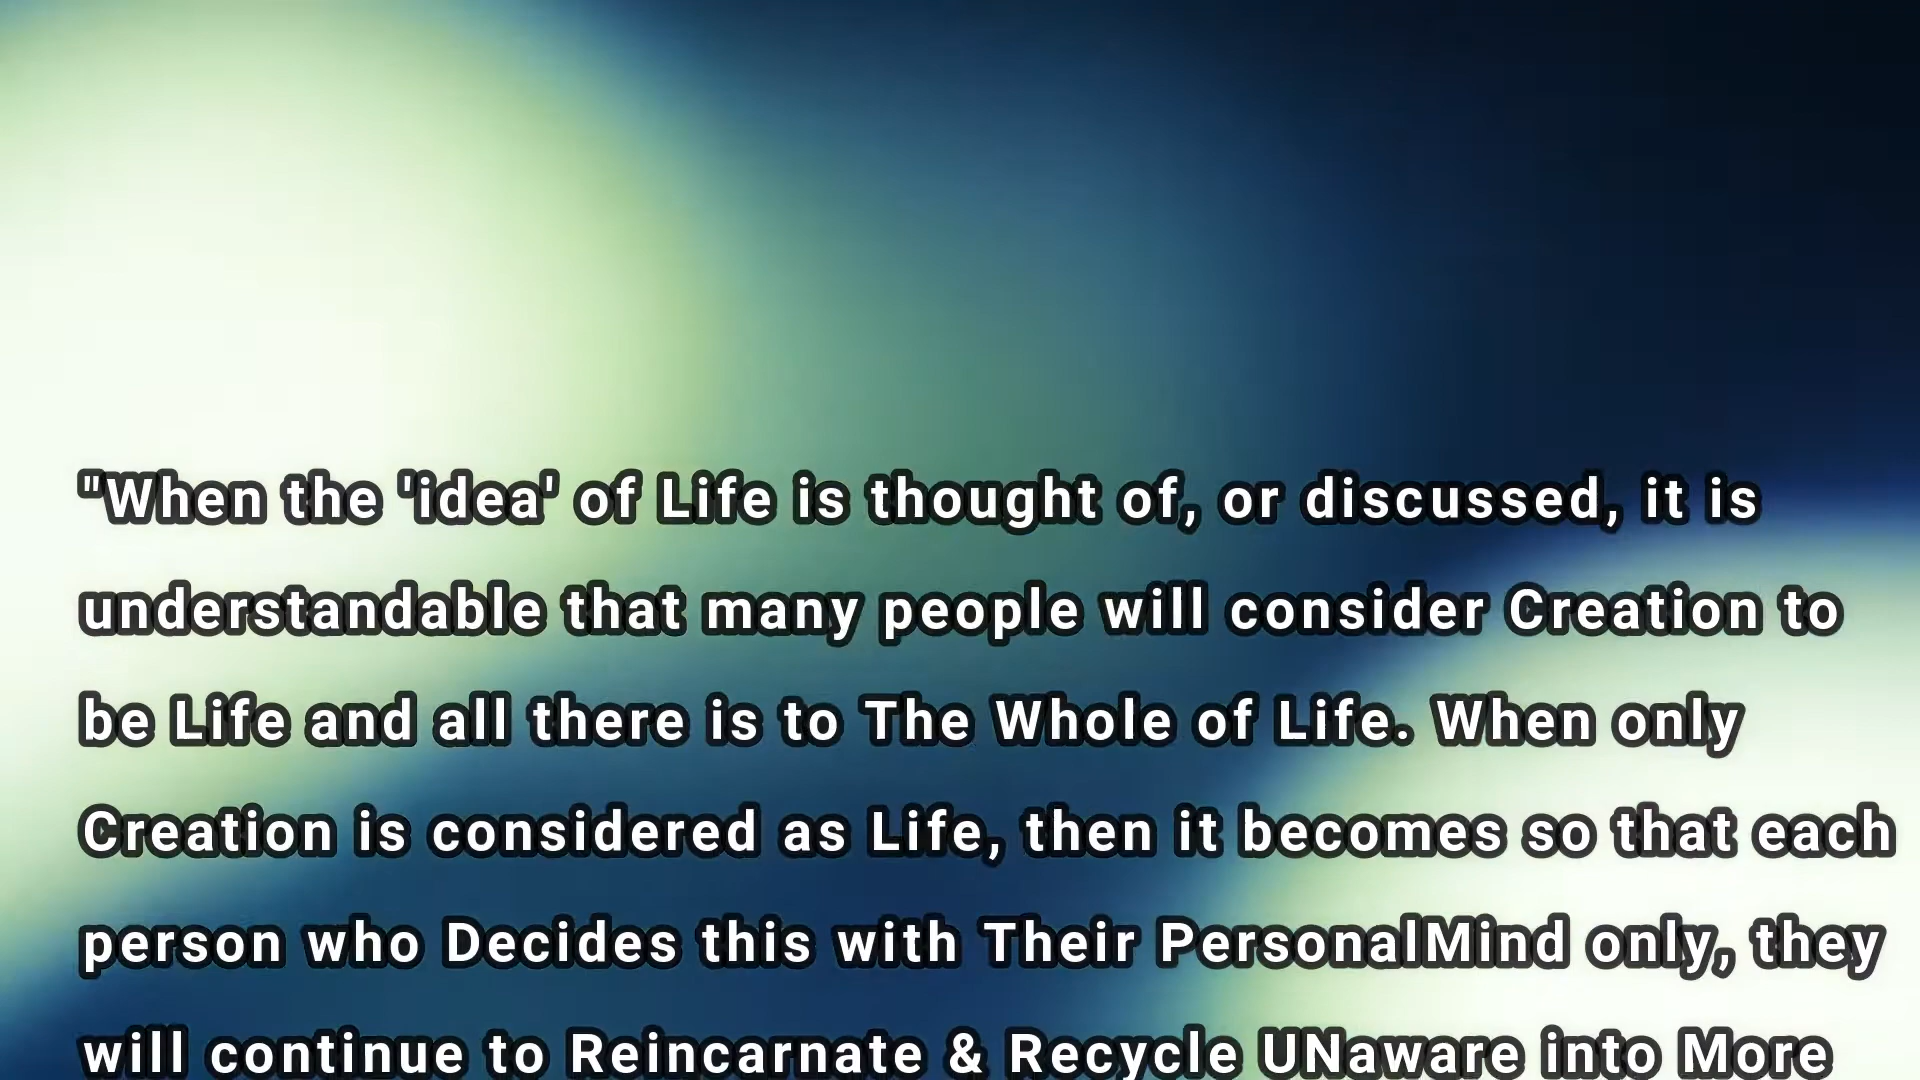 "When the 'idea' of Life is thought of, or discussed, it is
understandable that many people will consider Creation to
be Life and all there is to The Whole of Life. When only
Creation is considered as Life, then it becomes so that each
person who Decides this with Their PersonalMind only, they
will continue to Reincarnate & Recycle UNaware into More